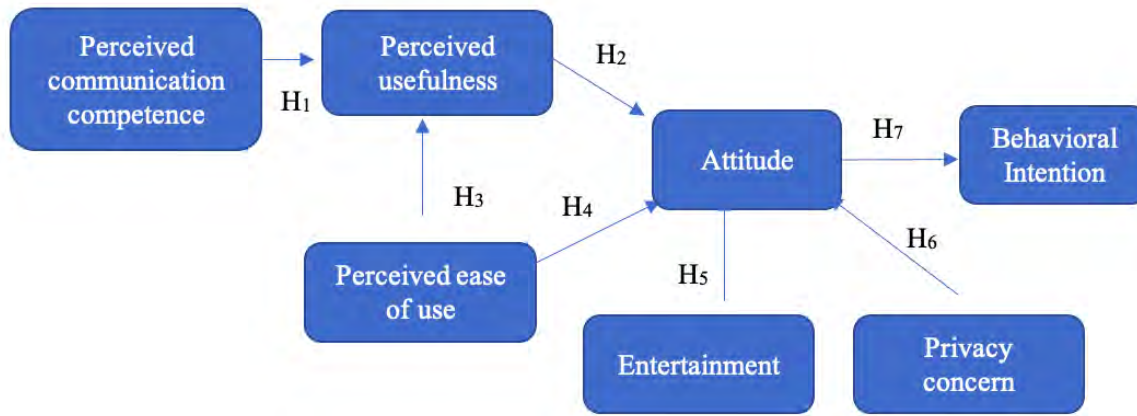 Perceived
communication
competence
H₁
Perceived
usefulness
H₂
H₃
Perceived ease
of use
H₄
Attitude
H₅
Entertainment
H₆
Privacy
concern
H₇
Behavioral
Intention